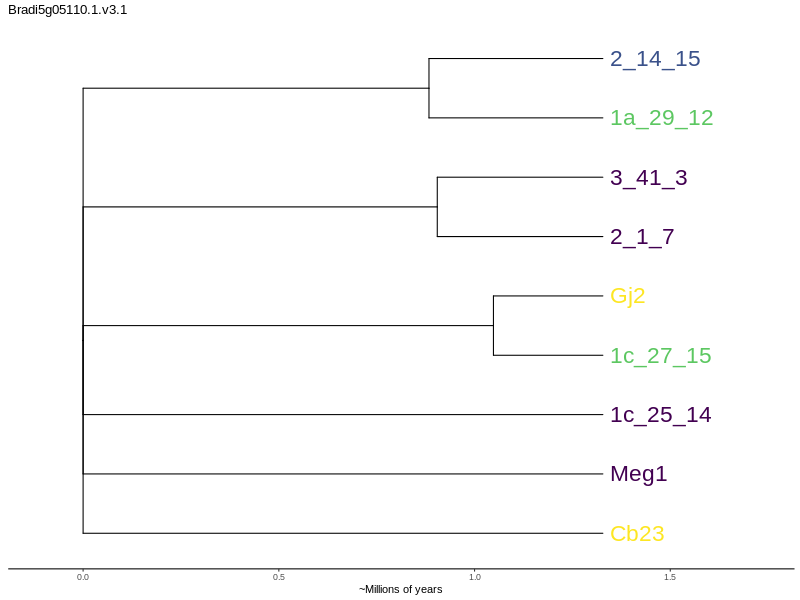 Bradi5g05110.1.v3.1
2_14_15
1a_29_12
3_41_3
2_1_7
Gj2
1c_27_15
1c_25_14
Meg1
Cb23
0.0 0.5 1.0 1.5
~Millions of years